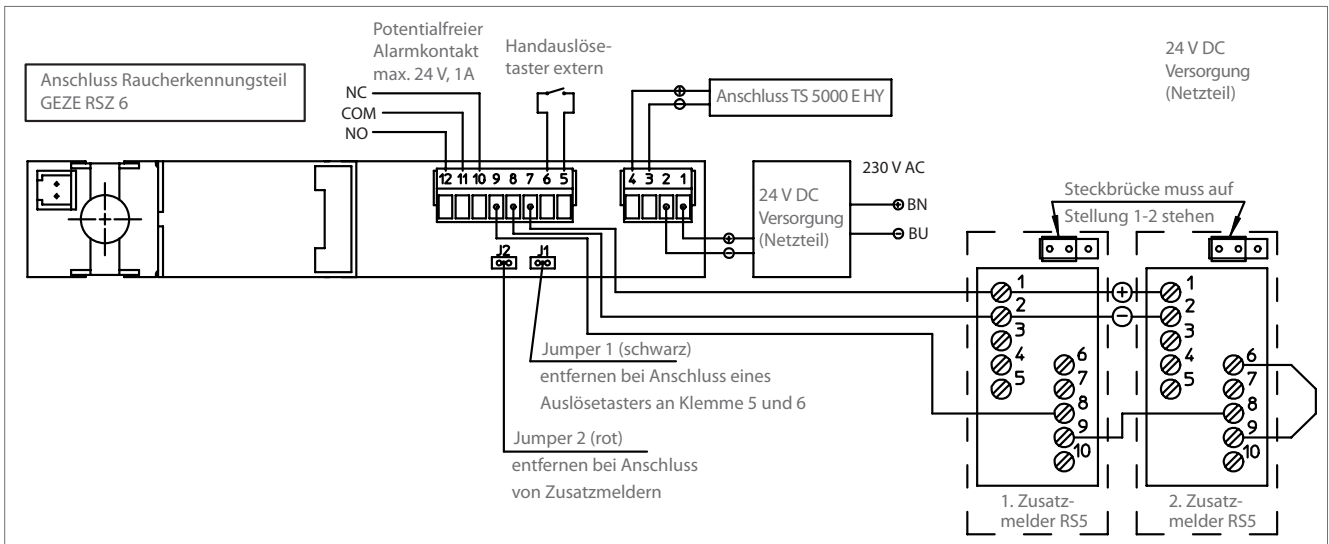 Anschluss Raucherkennungsteil
GEZE RSZ 6
Potentialfreier
Alarmkontakt
max. 24 V, 1A
NC
COM
NO
Handauslöse-
taster extern
Anschluss TS 5000 E HY
24 V DC
Versorgung
(Netzteil)
12 11 10 9 8 7 6 5
4 3 2 1
24 V DC
Versorgung
(Netzteil)
230 V AC
BN
BU
Steckbrücke muss auf
Stellung 1-2 stehen
J2
J1
Jumper 1 (schwarz)
entfernen bei Anschluss eines
Auslösetasters an Klemme 5 und 6
Jumper 2 (rot)
entfernen bei Anschluss
von Zusatzmeldern
1
2
3
4
5
6
7
8
9
10
1. Zusatz-
melder RS5
1
2
3
4
5
6
7
8
9
10
2. Zusatz-
melder RS5